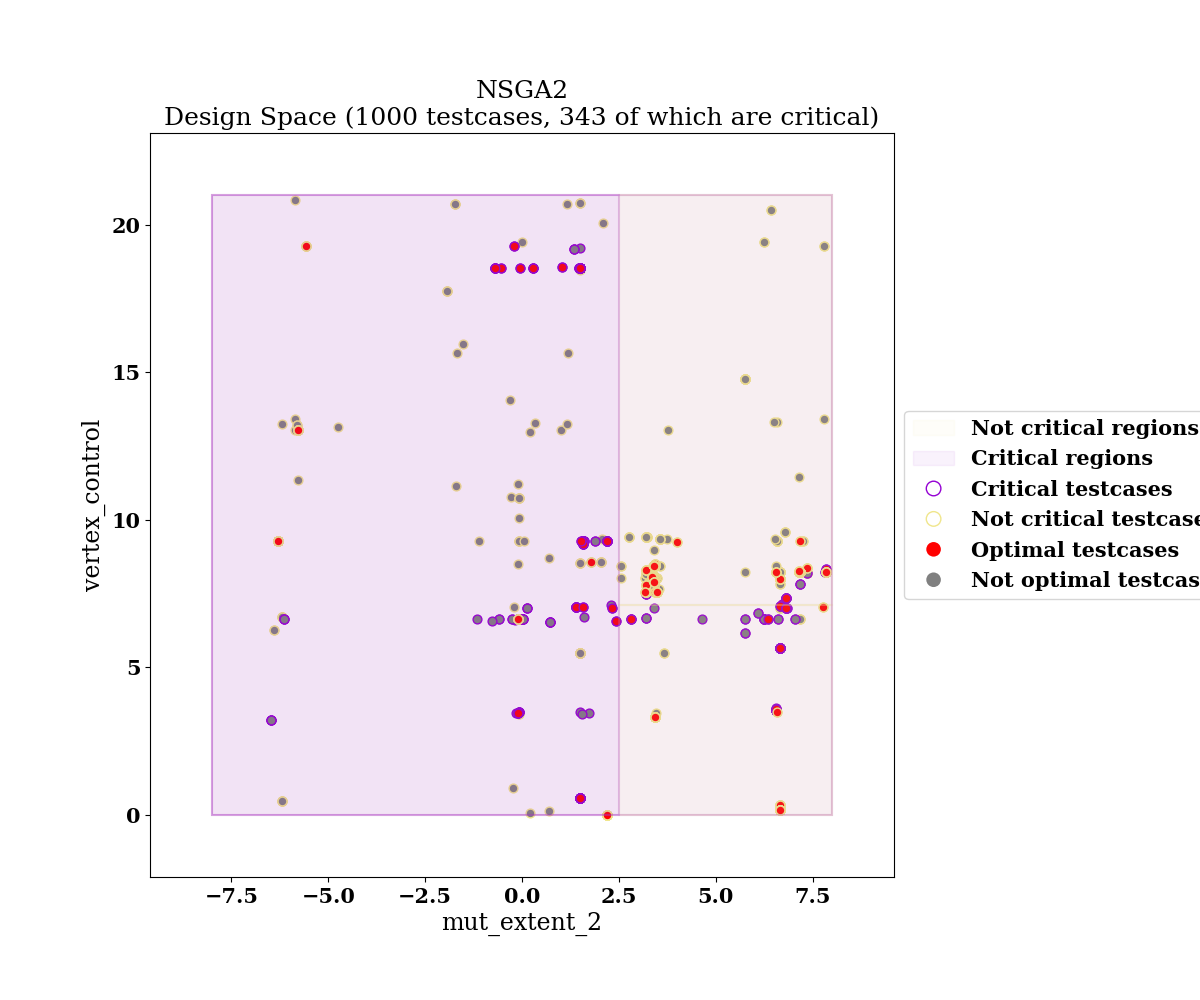 NSGA2
Design Space (1000 testcases, 343 of which are critical)
20
15
10
5
0
vertex_control
−7.5
−5.0
−2.5
0.0
2.5
5.0
7.5
mut_extent_2
Not critical regions
Critical regions
Critical testcases
Not critical testcase
Optimal testcases
Not optimal testcas